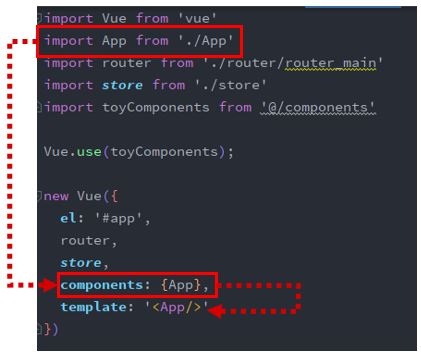 import Vue from 'vue'
import App from './App'
import router from './router/router_main'
import store from './store'
import toyComponents from '@/components'
Vue.use(toyComponents);
new Vue({
el: '#app',
router,
store,
components: {App},
template: '<App/>'
})